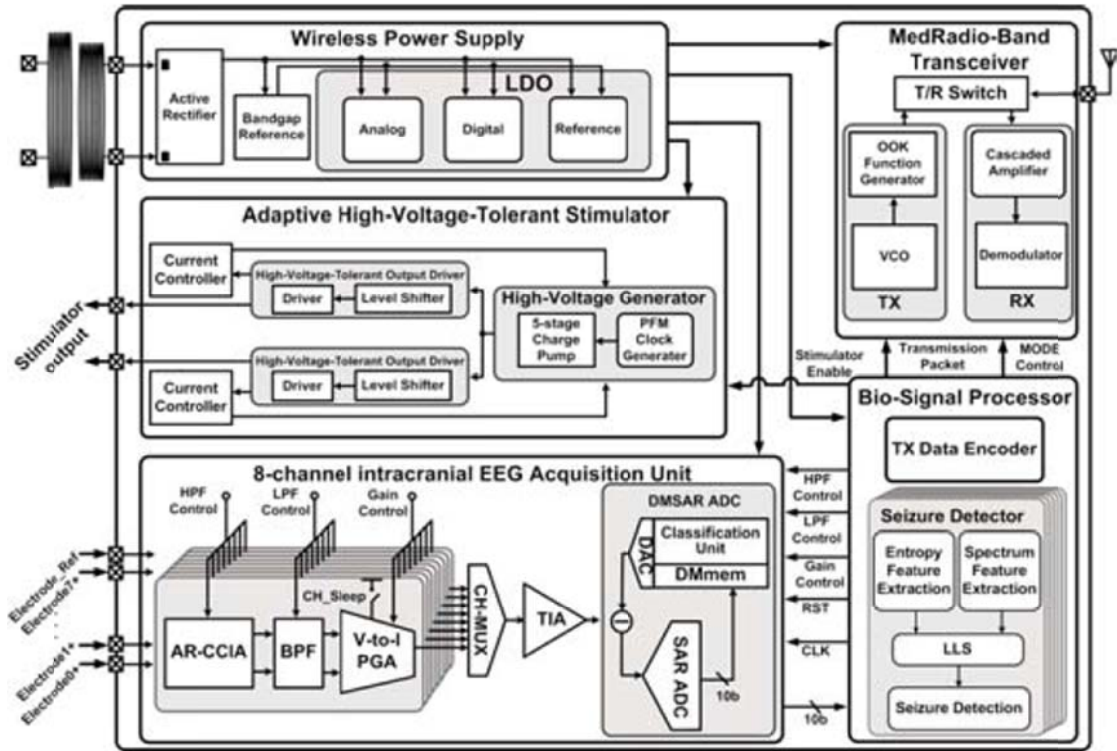 Wireless Power Supply
Active
Rectifier
Bandgap
Reference
LDO
Analog
Digital
Reference
MedRadio-Band
Transceiver
T/R Switch
OOK
Function
Generator
VCO
TX
Cascaded
Amplifier
Demodulator
RX
Adaptive High-Voltage-Tolerant Stimulator
Current
Controller
High-Voltage-Tolerant Output Driver
Driver
Level Shifter
High-Voltage Generator
5-stage
Charge
Pump
PFM
Clock
Generator
High-Voltage-Tolerant Output Driver
Driver
Level Shifter
Current
Controller
Stimulator
output
Stimulator
Enable
Transmission
Packet
MODE
Control
Bio-Signal Processor
TX Data Encoder
Seizure Detector
Entropy
Feature
Extraction
Spectrum
Feature
Extraction
LLS
Seizure Detection
8-channel intracranial EEG Acquisition Unit
HPF
Control
LPF
Control
Gain
Control
CH_Sleep
AR-CCIA
BPF
V-to-I
PGA
CH-MUX
TIA
DMSAR ADC
DAC
Classification
Unit
DMmem
SAR ADC
10b
HPF
Control
LPF
Control
Gain
Control
RST
CLK
10b
Electrode_Ref
Electrode7+
Electrode1+
Electrode0+